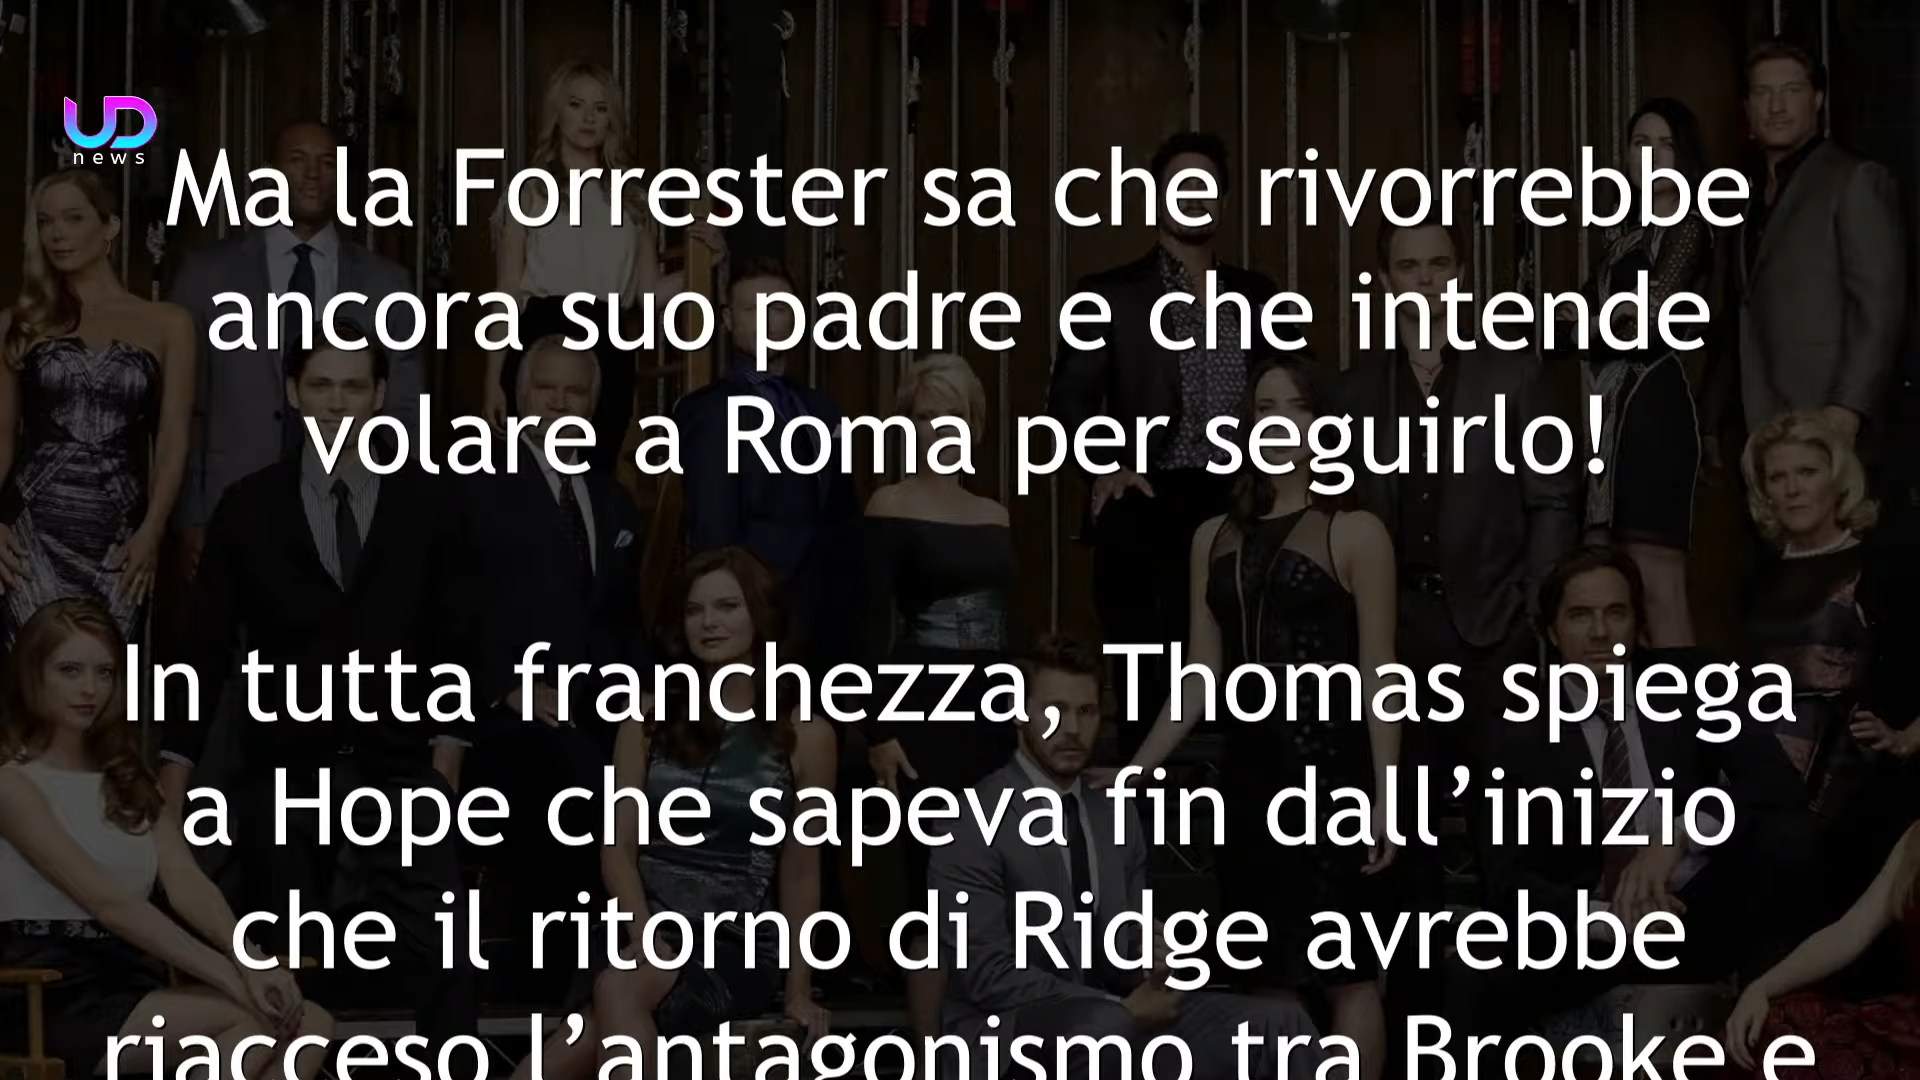 UD
news
Ma la Forrester sa che rivorrebbe
ancora suo padre e che intende
volare a Roma per seguirlo!
In tutta franchezza, Thomas spiega
a Hope che sapeva fin dall’inizio
che il ritorno di Ridge avrebbe
riacceso l’antagonismo tra Brooke e